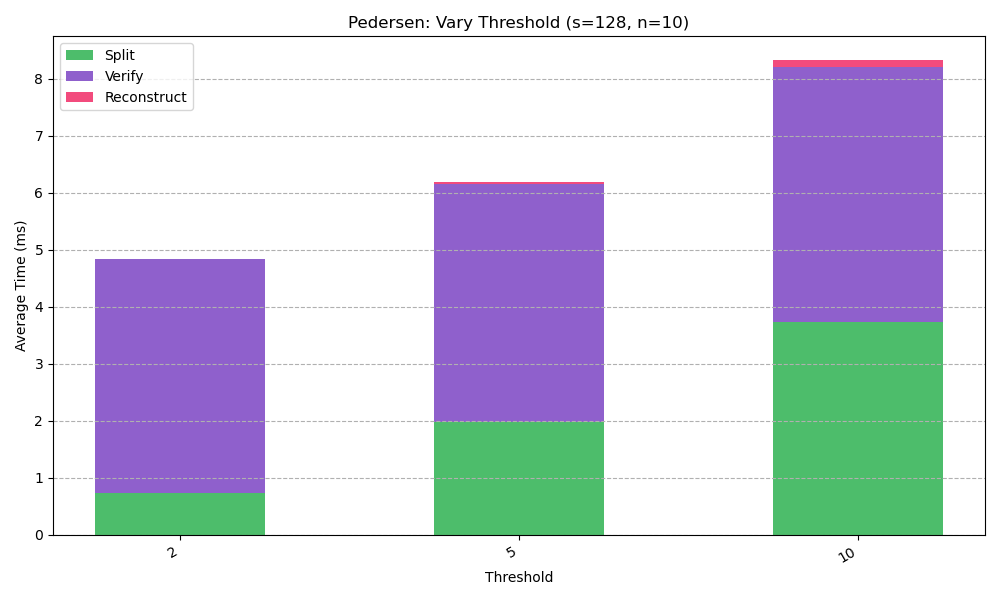 Pedersen: Vary Threshold (s=128, n=10)
Split
Verify
Reconstruct
Average Time (ms)
8
7
6
5
4
3
2
1
0
2
5
10
Threshold